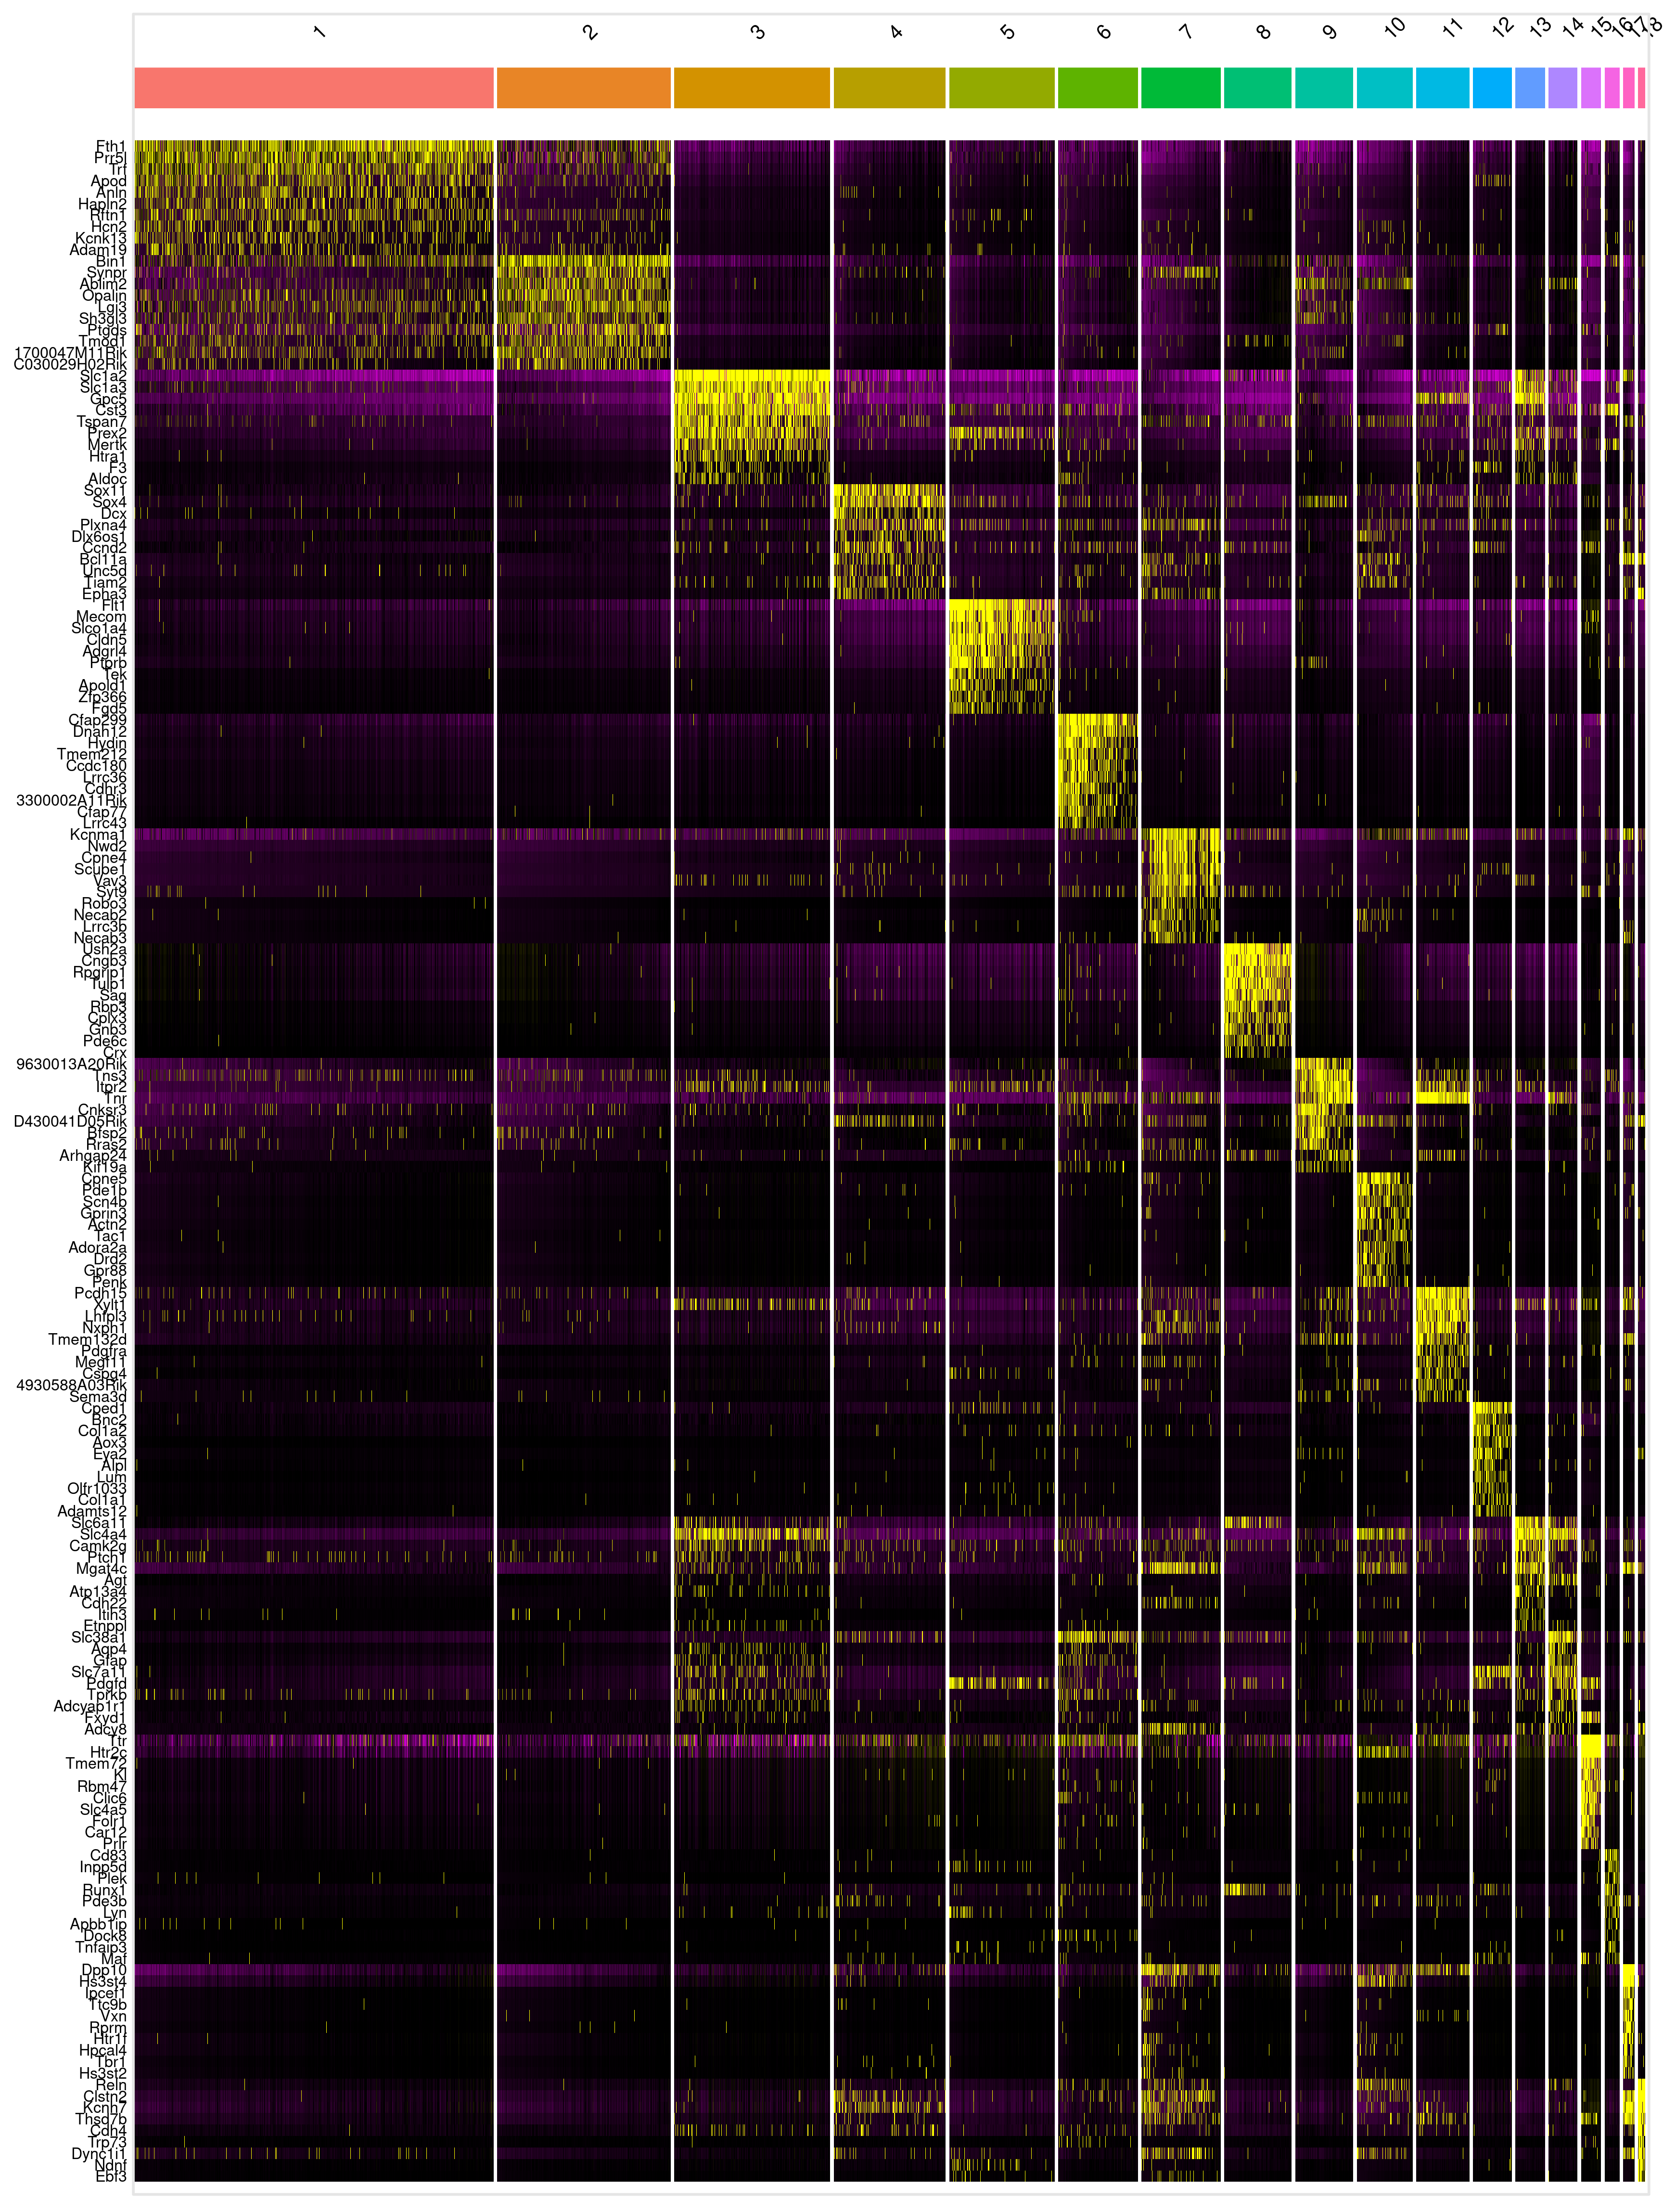 1 2 3 4 5 6 7 8 9 10 11 12 13 14 15 16 17 18
Fth1
Prr5l
Trf
Apod
Anln
Hapln2
Rftn1
Hcn2
Kcnk13
Adam19
Bin1
Synpr
Ablim2
Opalin
Lgi3
Sh3gl3
Ptgds
Tmod1
1700047M11Rik
C030029H02Rik
Slc1a2
Slc1a3
Gpc5
Cst3
Tspan7
Prex2
Mertk
Htra1
F3
Aldoc
Sox11
Sox4
Dcx
Plxna4
Dlx6os1
Ccnd2
Bcl11a
Unc5d
Tiam2
Epha3
Flt1
Mecom
Slco1a4
Cldn5
Adgrl4
Ptprb
Tek
Apold1
Zfp366
Fgd5
Cfap299
Dnah12
Hydin
Tmem212
Ccdc180
Lrrc36
Cdhr3
3300002A11Rik
Cfap77
Lrrc43
Kcnma1
Nwd2
Cpne4
Scube1
Vav3
Syt9
Robo3
Necab2
Lrrc3b
Necab3
Ush2a
Cngb3
Rpgrip1
Tulp1
Sag
Rbp3
Cplx3
Gnb3
Pde6c
Crx
9630013A20Rik
Tns3
Itpr2
Tnr
Cnksr3
D430041D05Rik
Bfsp2
Rras2
Arhgap24
Kif19a
Cpne5
Pde1b
Scn4b
Gprin3
Actn2
Tac1
Adora2a
Drd2
Gpr88
Penk
Pcdh15
Xylt1
Lhfpl3
Nxph1
Tmem132d
Pdgfra
Megf11
Cspg4
4930588A03Rik
Sema3d
Cped1
Bnc2
Col1a2
Aox3
Eya2
Alpl
Lum
Olfr1033
Col1a1
Adamts12
Slc6a11
Slc4a4
Camk2g
Ptch1
Mgat4c
Agt
Atp13a4
Cdh22
Itih3
Etnppl
Slc38a1
Aqp4
Gfap
Slc7a11
Pdgfd
Tprkb
Adcyap1r1
Fxyd1
Adcy8
Ttr
Htr2c
Tmem72
Kl
Rbm47
Clic6
Slc4a5
Folr1
Car12
Prlr
Cd83
Inpp5d
Plek
Runx1
Pde3b
Lyn
Apbb1ip
Dock8
Tnfaip3
Maf
Dpp10
Hs3st4
Ipcef1
Ttc9b
Vxn
Rprm
Htr1f
Hpcal4
Tbr1
Hs3st2
Reln
Clstn2
Kcnh7
Thsd7b
Cdh4
Trp73
Dync1i1
Ndnf
Ebf3